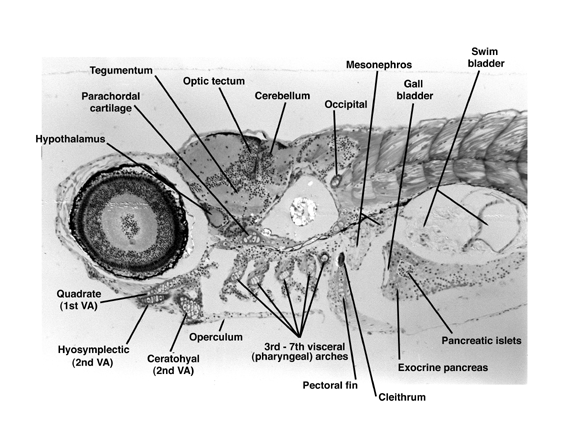 Swim
bladder
Mesonephros
Tegmentum
Optic tectum
Gall
bladder
Parachordal
cartilage
Cerebellum
Occipital
Hypothalamus
Quadrate
(1st VA)
Hyosymplectic
(2nd VA)
Ceratohyal
(2nd VA)
Operculum
3rd - 7th visceral
(pharyngeal) arches
Pectoral fin
Cleithrum
Exocrine pancreas
Pancreatic islets